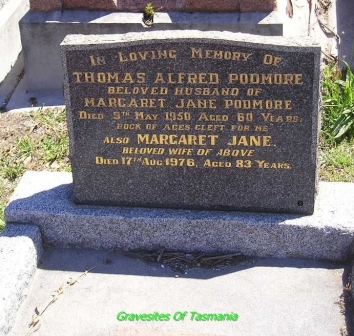 In Loving Memory Of
THOMAS ALFRED PODMORE
BELOVED HUSBAND OF
MARGARET JANE PODMORE
DIED 9TH MAY 1950 AGED 60 YEARS.
ROCK OF AGES CLEFT FOR ME
ALSO MARGARET JANE.
BELOVED WIFE OF ABOVE
DIED 17TH AUG 1976, AGED 83 YEARS.
Gravesites Of Tasmania